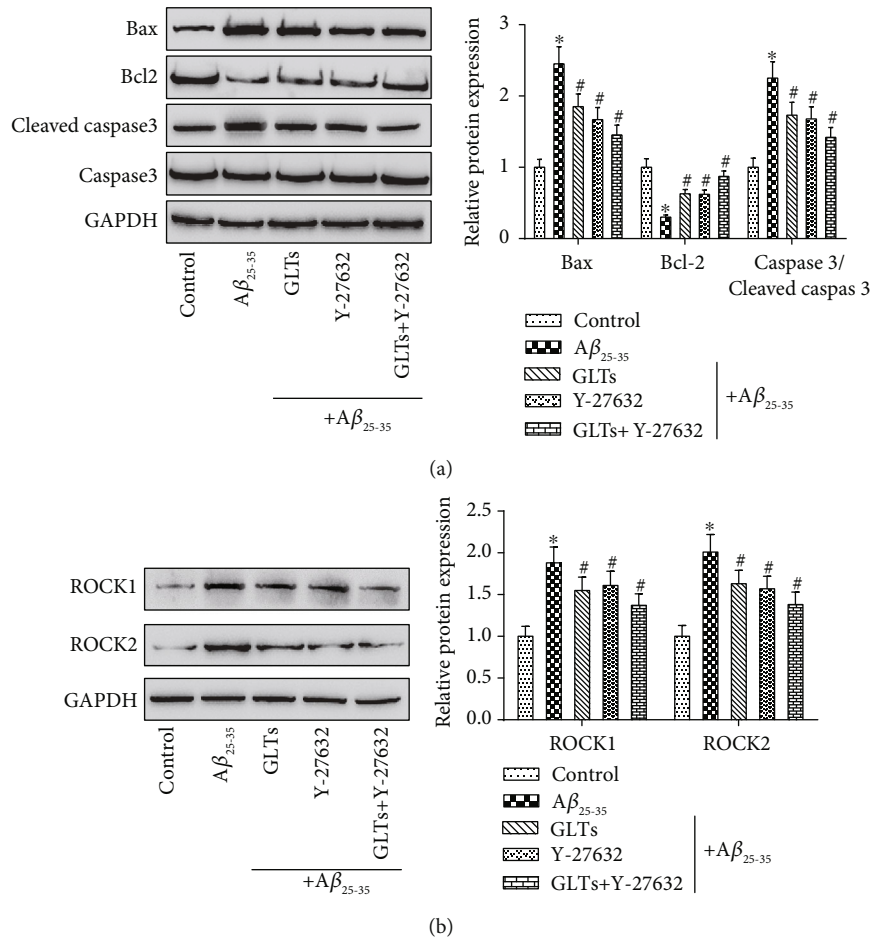 Bax
Bcl2
Cleaved caspase3
Caspase3
GAPDH
Control
Aβ25-35
GLTs
Y-27632
GLTs+Y-27632
+Aβ25-35
Relative protein expression
3
2
1
0
*
#
#
#
*
#
#
#
*
#
#
#
Bax
Bcl-2
Caspase 3/
Cleaved caspas 3
Control
Aβ25-35
GLTs
Y-27632
GLTs+ Y-27632
+Aβ25-35
(a)
ROCK1
ROCK2
GAPDH
Control
Aβ25-35
GLTs
Y-27632
GLTs+Y-27632
+Aβ25-35
Relative protein expression
2.5
2.0
1.5
1.0
0.5
0.0
*
#
#
#
*
#
#
#
ROCK1
ROCK2
Control
Aβ25-35
GLTs
Y-27632
GLTs+Y-27632
+Aβ25-35
(b)